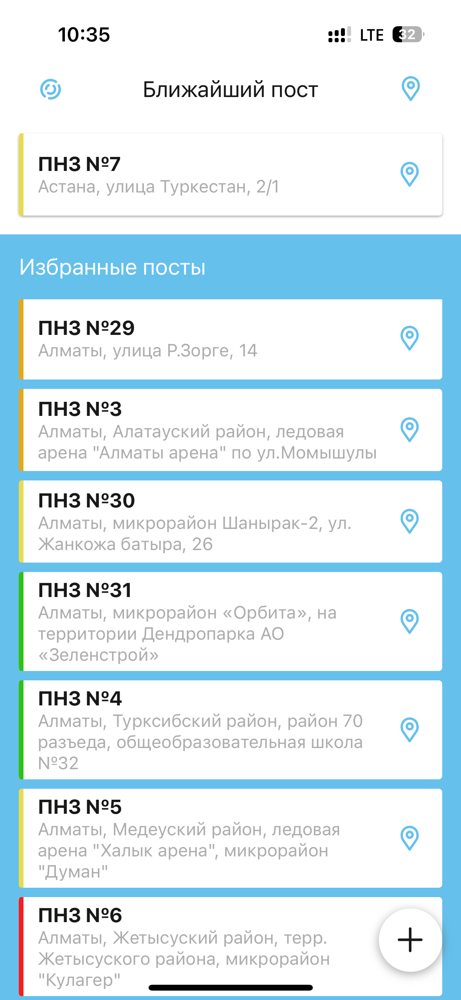 10:35
LTE 32
Ближайший пост
ПНЗ №7
Астана, улица Туркестан, 2/1
Избранные посты
ПНЗ №29
Алматы, улица Р.Зорге, 14
ПНЗ №3
Алматы, Алатауский район, ледовая
арена "Алматы арена" по ул.Момышулы
ПНЗ №30
Алматы, микрорайон Шанырак-2, ул.
Жанкожа батыра, 26
ПНЗ №31
Алматы, микрорайон «Орбита», на
территории Дендропарка АО
«Зеленстрой»
ПНЗ №4
Алматы, Турксибский район, район 70
разъеда, общеобразовательная школа
№32
ПНЗ №5
Алматы, Медеуский район, ледовая
арена "Халык арена", микрорайон
"Думан"
ПНЗ №6
Алматы, Жетысуский район, терр.
Жетысуского района, микрорайон
"Кулагер"